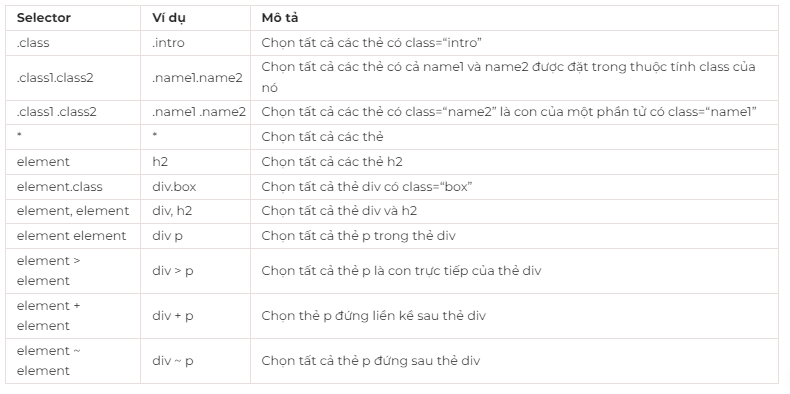 Selector Ví dụ Mô tả
.class .intro Chọn tất cả các thẻ có class=“intro”
.class1.class2 .name1.name2 Chọn tất cả các thẻ có cả name1 và name2 được đặt trong thuộc tính class của
nó
.class1 .class2 .name1 .name2 Chọn tất cả các thẻ có class=“name2” là con của một phần tử có class=“name1”
* * Chọn tất cả các thẻ
element h2 Chọn tất cả các thẻ h2
element.class div.box Chọn tất cả thẻ div có class=“box”
element, element div, h2 Chọn tất cả thẻ div và h2
element element div p Chọn tất cả thẻ p trong thẻ div
element >
element div > p Chọn tất cả thẻ p là con trực tiếp của thẻ div
element +
element div + p Chọn thẻ p đứng liền kề sau thẻ div
element ~
element div ~ p Chọn tất cả thẻ p đứng sau thẻ div